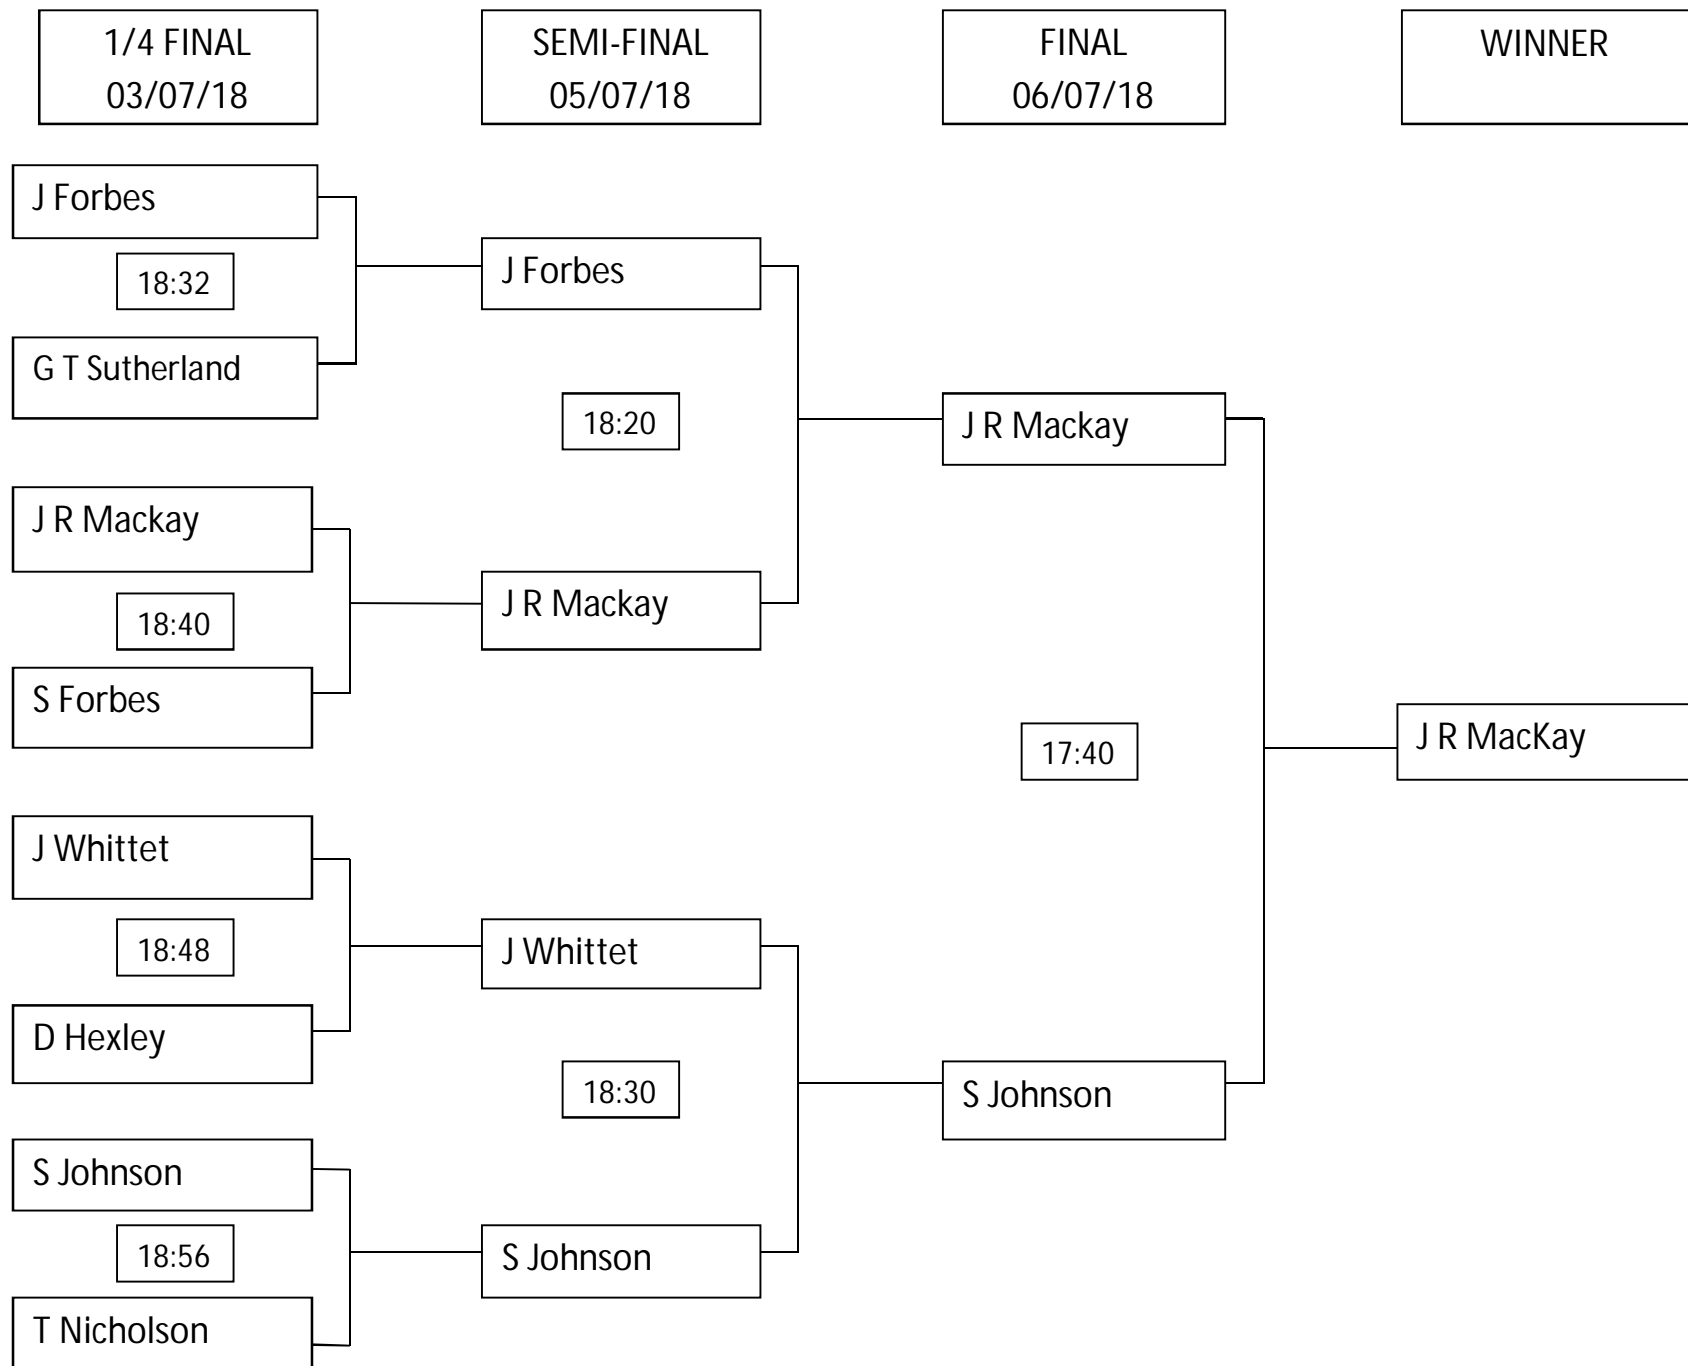 1/4 FINAL
03/07/18
SEMI-FINAL
05/07/18
FINAL
06/07/18
WINNER
J Forbes
18:32
G T Sutherland
J R Mackay
18:40
S Forbes
J Whittet
18:48
D Hexley
S Johnson
18:56
T Nicholson
J Forbes
18:20
J R Mackay
J Whittet
18:30
S Johnson
J R Mackay
17:40
S Johnson
J R MacKay